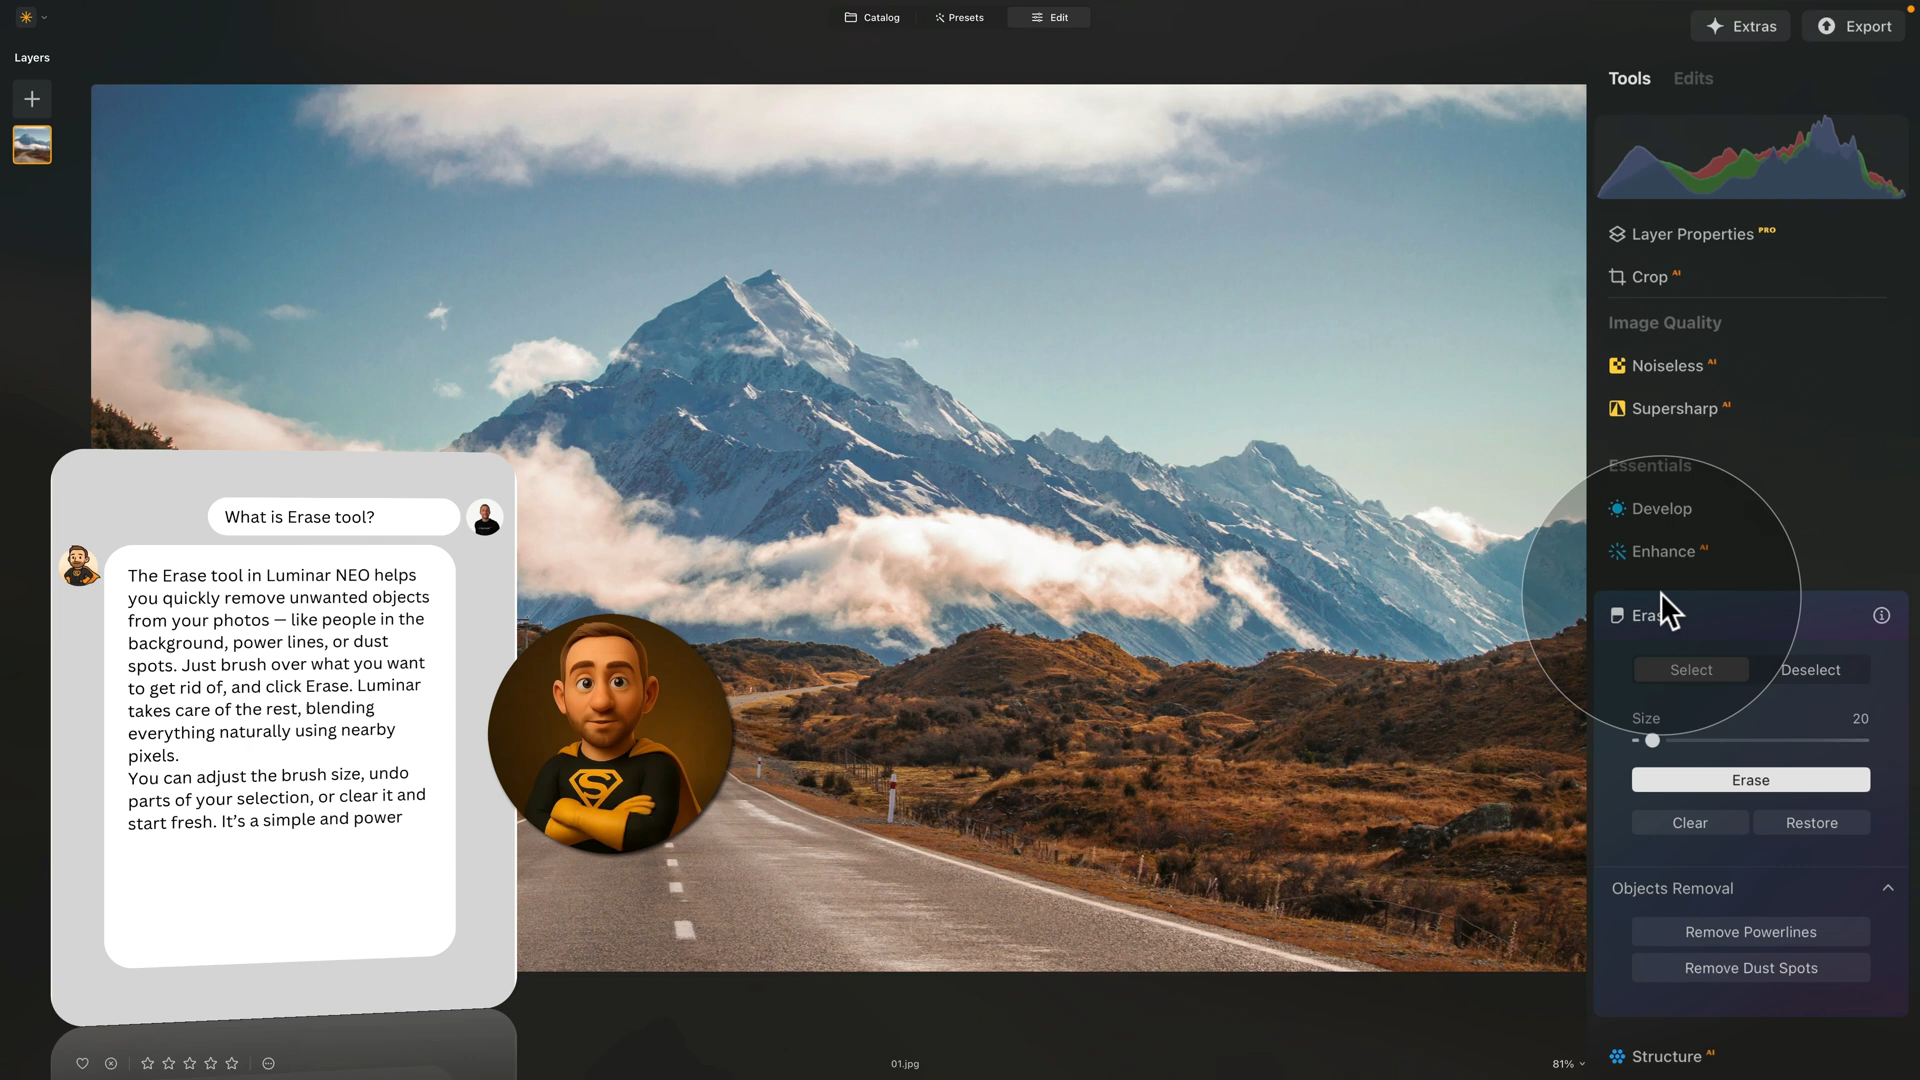 Catalog
Presets
Edit
Extras
Export
Layers
Tools
Edits
Layer Properties PRO
Crop AI
Image Quality
Noiseless AI
Supersharp AI
Essentials
Develop
Enhance AI
What is Erase tool?
The Erase tool in Luminar NEO helps
you quickly remove unwanted objects
from your photos — like people in the
background, power lines, or dust
spots. Just brush over what you want
to get rid of, and click Erase. Luminar
takes care of the rest, blending
everything naturally using nearby
pixels.
You can adjust the brush size, undo
parts of your selection, or clear it and
start fresh. It’s a simple and power
S
Select
Deselect
Size
20
Erase
Clear
Restore
Objects Removal
Remove Powerlines
Remove Dust Spots
01.jpg
81%
Structure AI